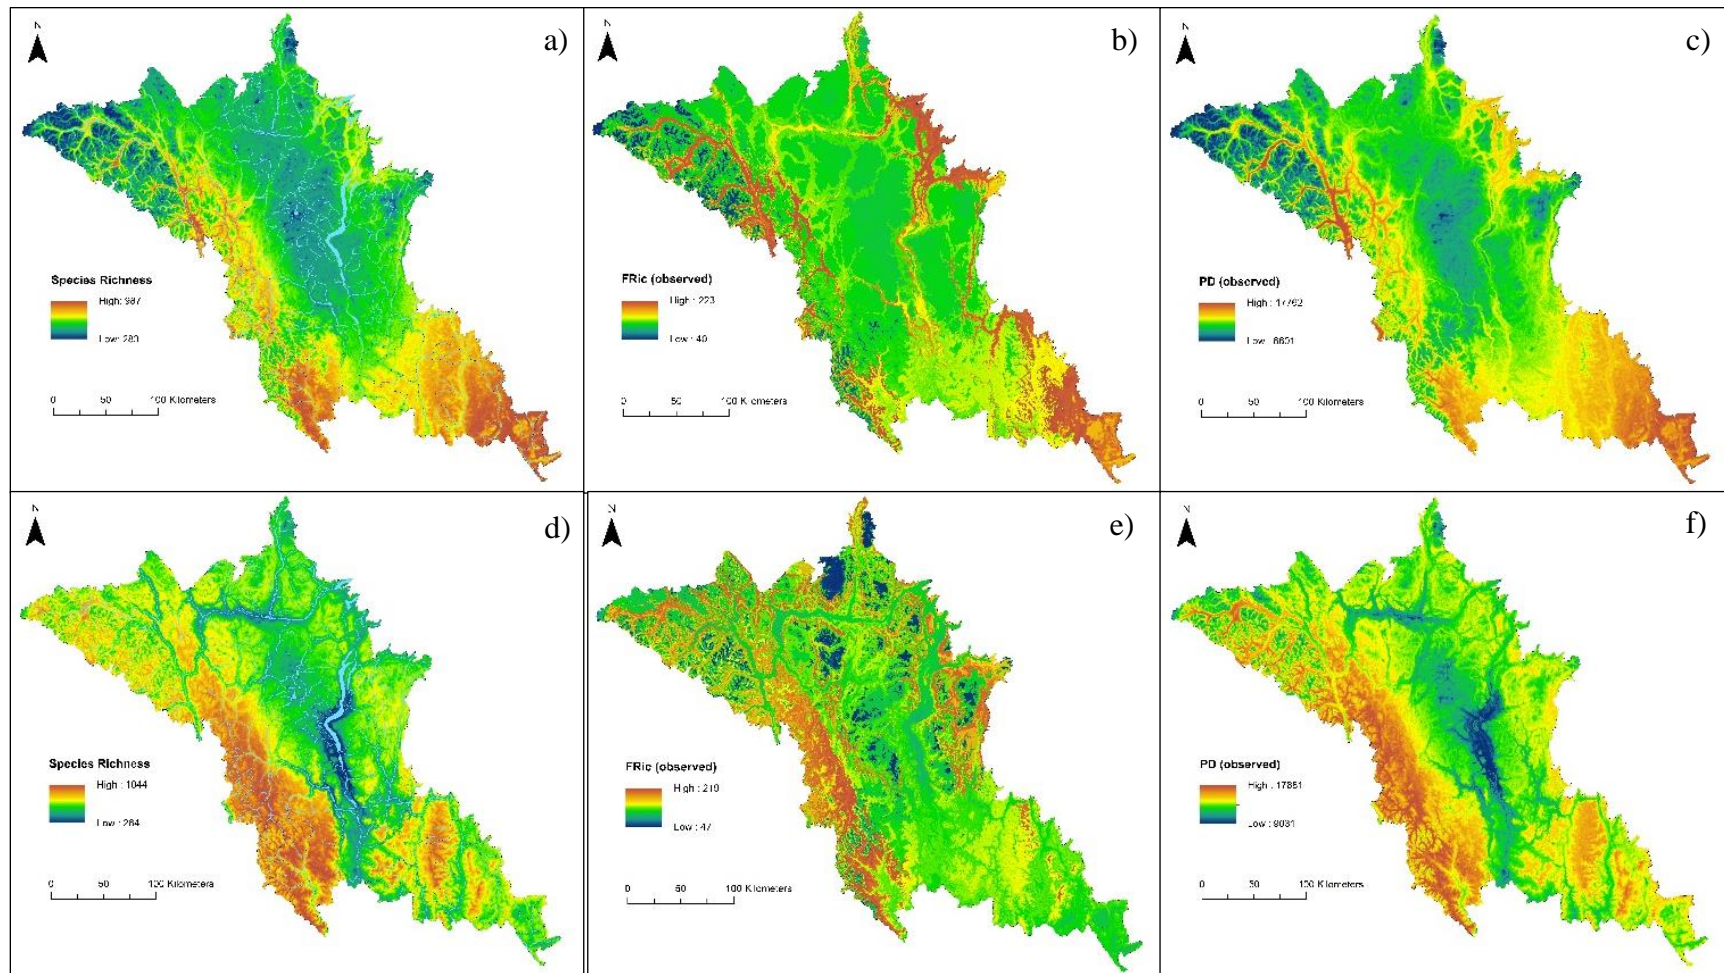 N
a)
Species Richness
High: 987
Low: 283
0 50 100 Kilometers
N
b)
FRic (observed)
High : 223
Low : 40
0 50 100 Kilometers
N
c)
PD (observed)
High : 17762
Low : 6601
0 50 100 Kilometers
N
d)
Species Richness
High : 1044
Low : 264
0 50 100 Kilometers
N
e)
FRic (observed)
High : 219
Low : 47
0 50 100 Kilometers
N
f)
PD (observed)
High : 17881
Low : 9031
0 50 100 Kilometers